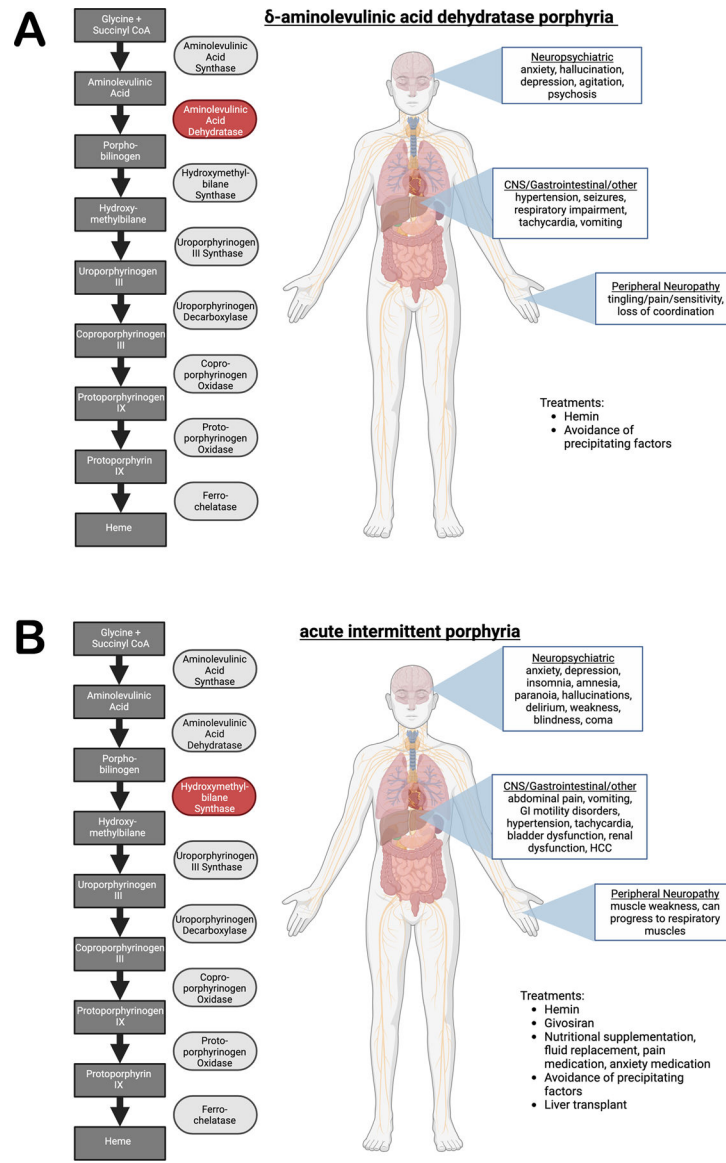 A
δ-aminolevulinic acid dehydratase porphyria
Glycine +
Succinyl CoA
Aminolevulinic
Acid
Synthase
Aminolevulinic
Acid
Aminolevulinic
Acid
Dehydratase
Porpho-
bilinogen
Hydroxymethyl-
bilane
Synthase
Hydroxy-
methylbilane
Uroporphyrinogen
III Synthase
Uroporphyrinogen
III
Uroporphyrinogen
Decarboxylase
Coproporphyrinogen
III
Copro-
porphyrinogen
Oxidase
Protoporphyrinogen
IX
Proto-
porphyrinogen
Oxidase
Protoporphyrin
IX
Ferro-
chelatase
Heme
Neuropsychiatric
anxiety, hallucination,
depression, agitation,
psychosis
CNS/Gastrointestinal/other
hypertension, seizures,
respiratory impairment,
tachycardia, vomiting
Peripheral Neuropathy
tingling/pain/sensitivity,
loss of coordination
Treatments:
• Hemin
• Avoidance of
precipitating factors
B
acute intermittent porphyria
Glycine +
Succinyl CoA
Aminolevulinic
Acid
Synthase
Aminolevulinic
Acid
Aminolevulinic
Acid
Dehydratase
Porpho-
bilinogen
Hydroxymethyl-
bilane
Synthase
Hydroxy-
methylbilane
Uroporphyrinogen
III Synthase
Uroporphyrinogen
III
Uroporphyrinogen
Decarboxylase
Coproporphyrinogen
III
Copro-
porphyrinogen
Oxidase
Protoporphyrinogen
IX
Proto-
porphyrinogen
Oxidase
Protoporphyrin
IX
Ferro-
chelatase
Heme
Neuropsychiatric
anxiety, depression,
insomnia, amnesia,
paranoia, hallucinations,
delirium, weakness,
blindness, coma
CNS/Gastrointestinal/other
abdominal pain, vomiting,
GI motility disorders,
hypertension, tachycardia,
bladder dysfunction, renal
dysfunction, HCC
Peripheral Neuropathy
muscle weakness, can
progress to respiratory
muscles
Treatments:
• Hemin
• Givosiran
• Nutritional supplementation,
fluid replacement, pain
medication, anxiety medication
• Avoidance of precipitating
factors
• Liver transplant